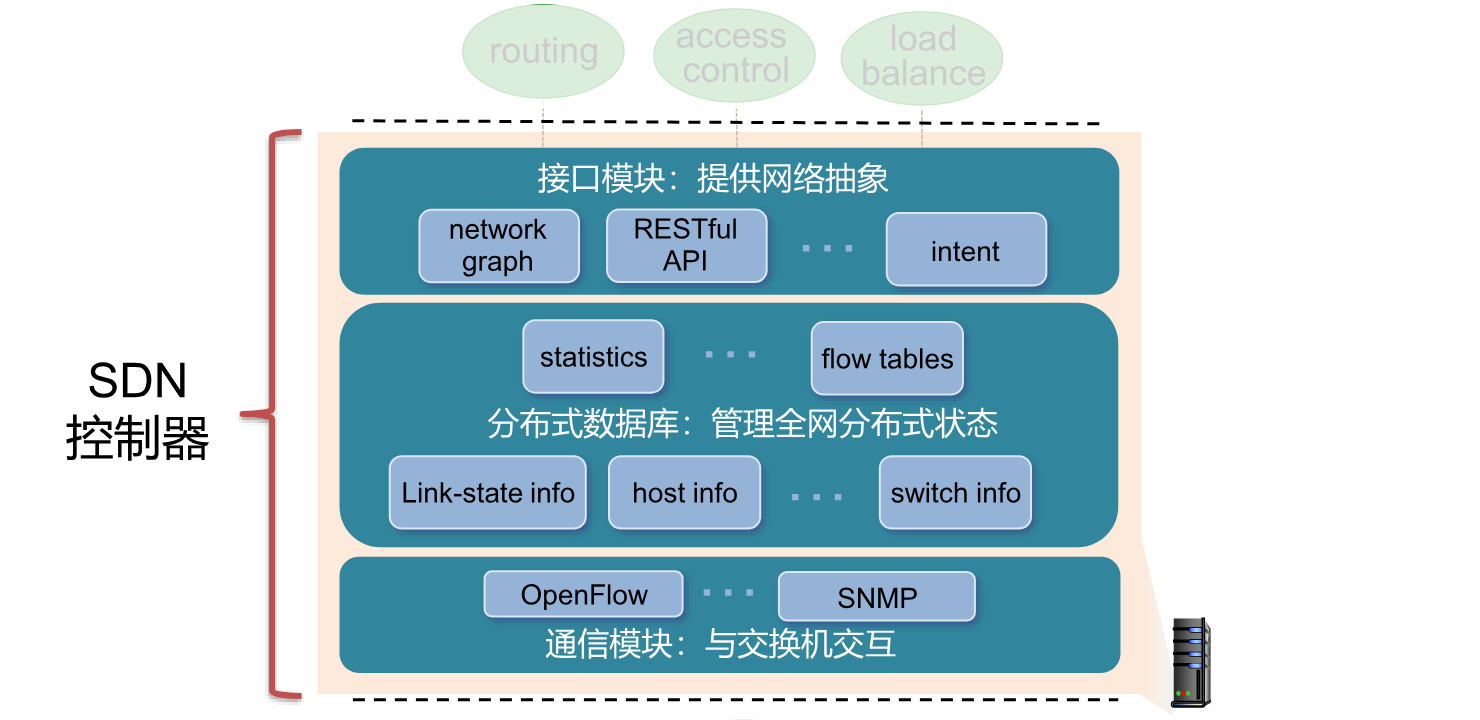 routing
access
control
load
balance
接口模块：提供网络抽象
network
graph
RESTful
API
intent
statistics
flow tables
SDN
控制器
分布式数据库：管理全网分布式状态
Link-state info
host info
switch info
OpenFlow
SNMP
通信模块：与交换机交互